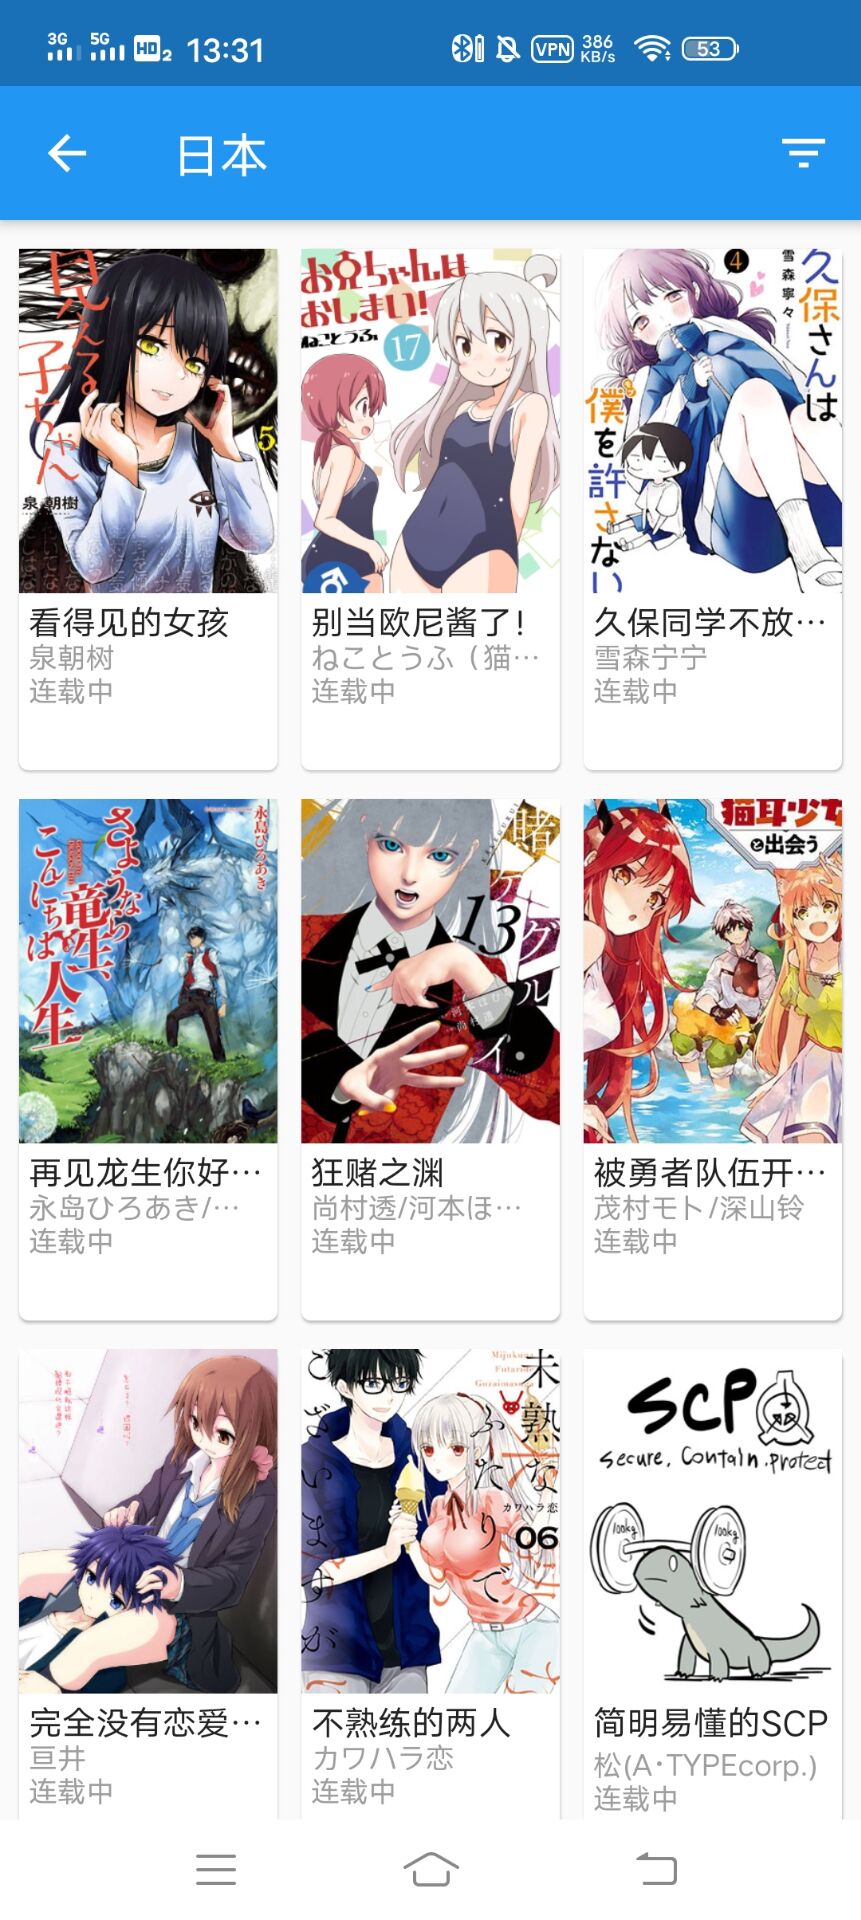 3G 5G HD2 13:31 VPN 386 KB/s 53
日本
見える子ちゃん
5
泉朝樹
お兄ちゃんは
おしまい!
ねことうふ
17
久保さんは
僕を許さない
雪森寧々
4
看得见的女孩
泉朝树
连载中
别当欧尼酱了!
ねことうふ（猫…
连载中
久保同学不放…
雪森宁宁
连载中
さようなら
竜生、
こんにちは
人生
永島ひろあき
賭ケグルイ
13
猫耳少女
と出会う
再见龙生你好…
永岛ひろあき/…
连载中
狂赌之渊
尚村透/河本ほ…
连载中
被勇者队伍开…
茂村モト/深山铃
连载中
未熟な
ふたりで
ございますが
Mijukuna
Futaride
Gozaimasuga
カワハラ恋
06
SCP
Secure. Contain. protect
100kg
100kg
完全没有恋爱…
亘井
连载中
不熟练的两人
カワハラ恋
连载中
简明易懂的SCP
松(A·TYPEcorp.)
连载中